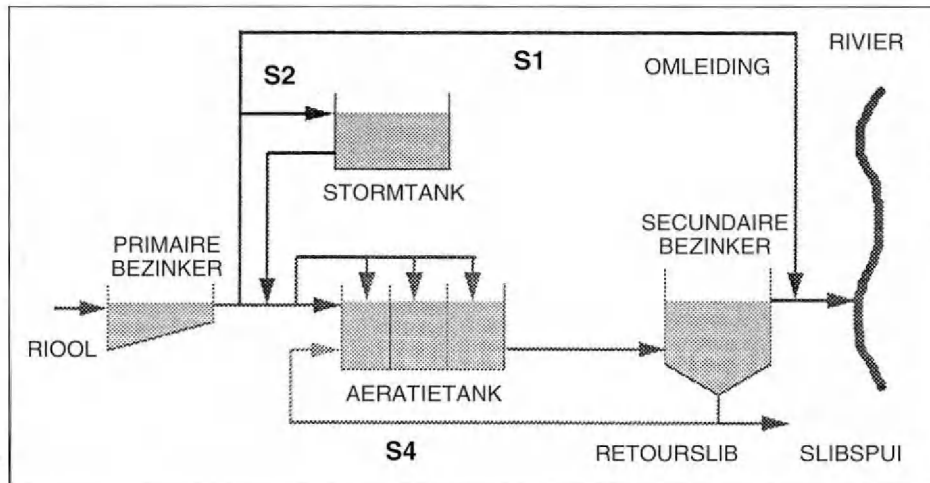 RIVIER
S2
S1
OMLEIDING
STORMTANK
PRIMAIRE
BEZINKER
SECUNDAIRE
BEZINKER
RIOOL
AERATIETANK
S4
RETOURSLIB
SLIBSPUI